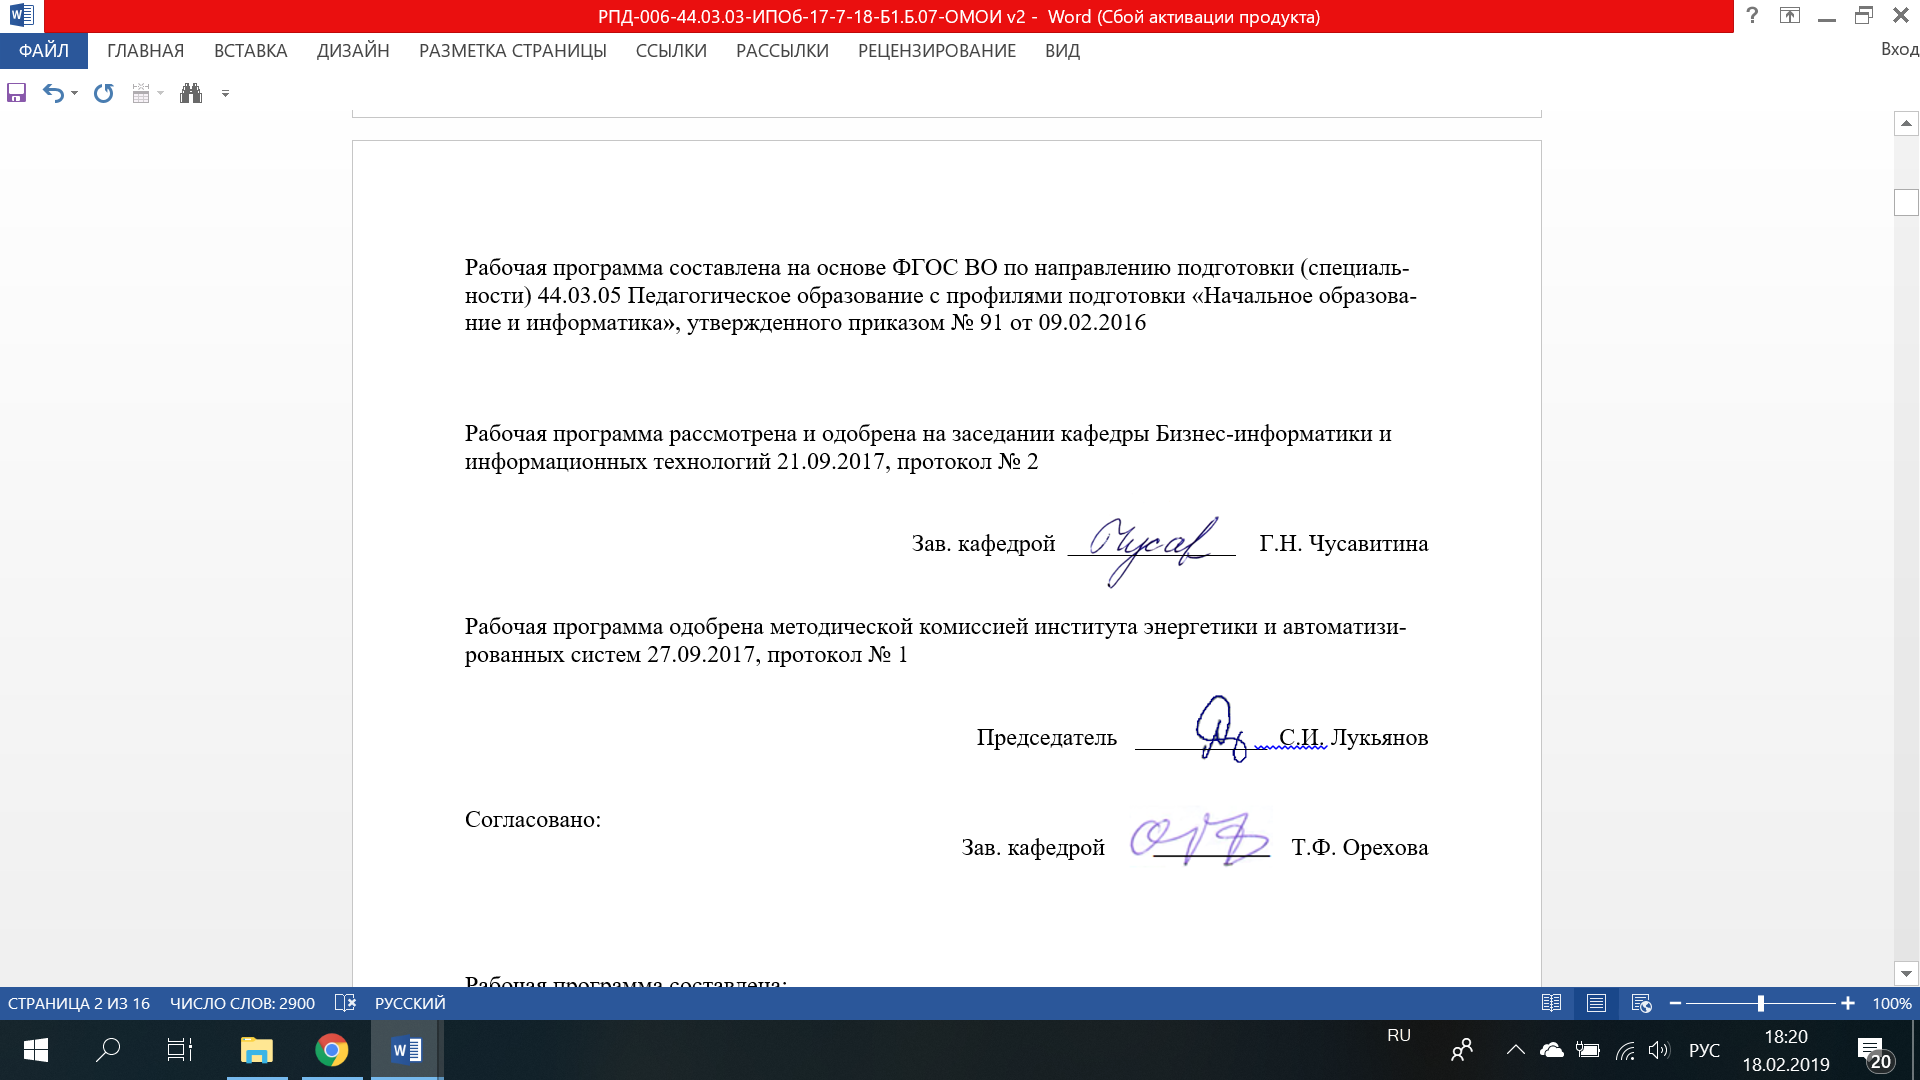 РПД-006-44.03.03-ИПОб-17-7-18-Б1.Б.07-ОМОИ v2 - Word (Сбой активации продукта)
ФАЙЛ ГЛАВНАЯ ВСТАВКА ДИЗАЙН РАЗМЕТКА СТРАНИЦЫ ССЫЛКИ РАССЫЛКИ РЕЦЕНЗИРОВАНИЕ ВИД Вход
Рабочая программа составлена на основе ФГОС ВО по направлению подготовки (специаль-
ности) 44.03.05 Педагогическое образование с профилями подготовки «Начальное образова-
ние и информатика», утвержденного приказом № 91 от 09.02.2016
Рабочая программа рассмотрена и одобрена на заседании кафедры Бизнес-информатики и
информационных технологий 21.09.2017, протокол № 2
Зав. кафедрой Чусав Г.Н. Чусавитина
Рабочая программа одобрена методической комиссией института энергетики и автоматизи-
рованных систем 27.09.2017, протокол № 1
Председатель С.И. Лукьянов
Согласовано:
Зав. кафедрой Т.Ф. Орехова
Рабочая программа составлена:
СТРАНИЦА 2 ИЗ 16 ЧИСЛО СЛОВ: 2900 РУССКИЙ 100%
RU
РУС
18:20
18.02.2019
20